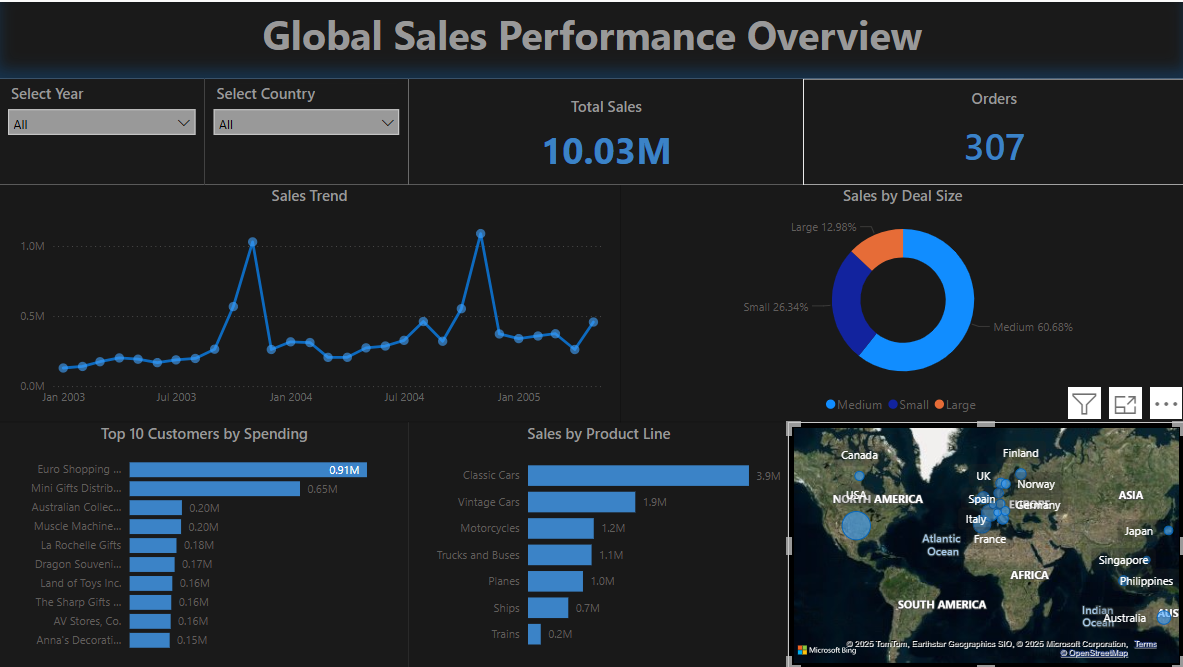 Global Sales Performance Overview
Select Year
All
Select Country
All
Total Sales
10.03M
Orders
307
Sales Trend
1.0M
0.5M
0.0M
Jan 2003
Jul 2003
Jan 2004
Jul 2004
Jan 2005
Sales by Deal Size
Large 12.98%
Small 26.34%
Medium 60.68%
Medium
Small
Large
Top 10 Customers by Spending
Euro Shopping ...
0.91M
Mini Gifts Distrib...
0.65M
Australian Collec...
0.20M
Muscle Machine...
0.20M
La Rochelle Gifts
0.18M
Dragon Souveni...
0.17M
Land of Toys Inc.
0.16M
The Sharp Gifts ...
0.16M
AV Stores, Co.
0.16M
Anna's Decorati...
0.15M
Sales by Product Line
Classic Cars
3.9M
Vintage Cars
1.9M
Motorcycles
1.2M
Trucks and Buses
1.1M
Planes
1.0M
Ships
0.7M
Trains
0.2M
Canada
Finland
UK
Norway
USA
NORTH AMERICA
Spain
EUROPE
Germany
ASIA
Italy
France
Japan
Atlantic
Ocean
Singapore
AFRICA
Philippines
SOUTH AMERICA
Indian
Ocean
Australia
AUS
© 2025 TomTom, Earthstar Geographics SIO, © 2025 Microsoft Corporation, Terms
© OpenStreetMap
Microsoft Bing